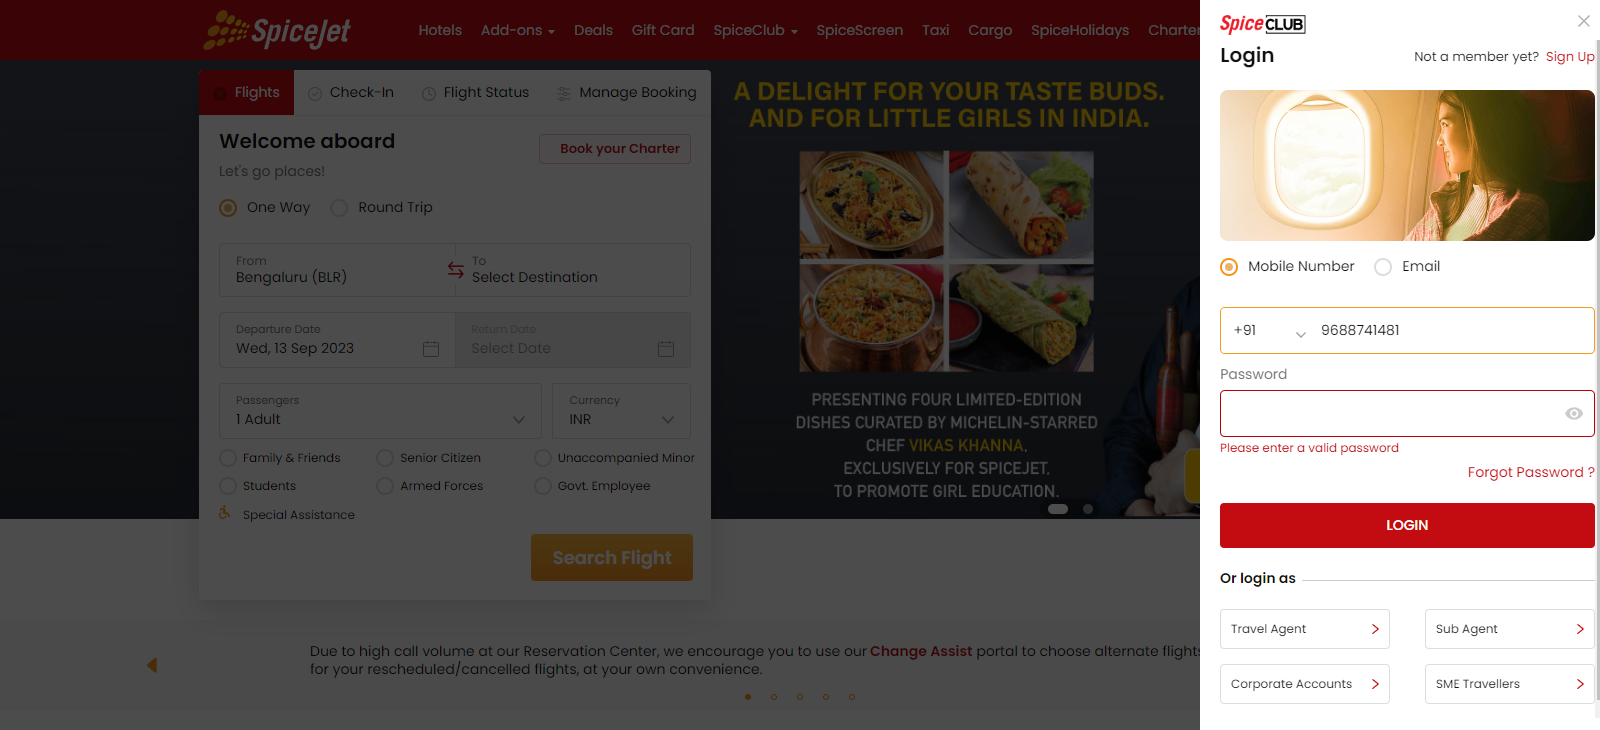 SpiceJet
Hotels Add-ons Deals Gift Card SpiceClub SpiceScreen Taxi Cargo SpiceHolidays Charter
Flights Check-In Flight Status Manage Booking
Welcome aboard
Book your Charter
Let's go places!
One Way Round Trip
From
Bengaluru (BLR)
To
Select Destination
Departure Date
Wed, 13 Sep 2023
Return Date
Select Date
Passengers
1 Adult
Currency
INR
Family & Friends Senior Citizen Unaccompanied Minor
Students Armed Forces Govt. Employee
Special Assistance
Search Flight
A DELIGHT FOR YOUR TASTE BUDS.
AND FOR LITTLE GIRLS IN INDIA.
PRESENTING FOUR LIMITED-EDITION
DISHES CURATED BY MICHELIN-STARRED
CHEF VIKAS KHANNA,
EXCLUSIVELY FOR SPICEJET,
TO PROMOTE GIRL EDUCATION.
Due to high call volume at our Reservation Center, we encourage you to use our Change Assist portal to choose alternate flights
for your rescheduled/cancelled flights, at your own convenience.
SpiceCLUB
Login
Not a member yet? Sign Up
Mobile Number Email
+91 9688741481
Password
Please enter a valid password
Forgot Password ?
LOGIN
Or login as
Travel Agent Sub Agent
Corporate Accounts SME Travellers